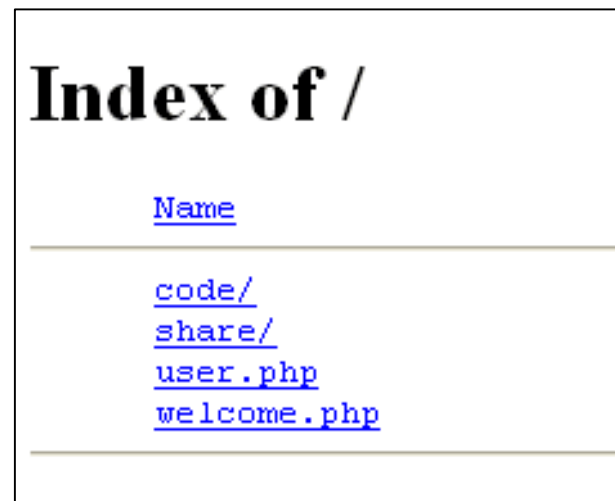 Index of /
Name
code/
share/
user.php
welcome.php